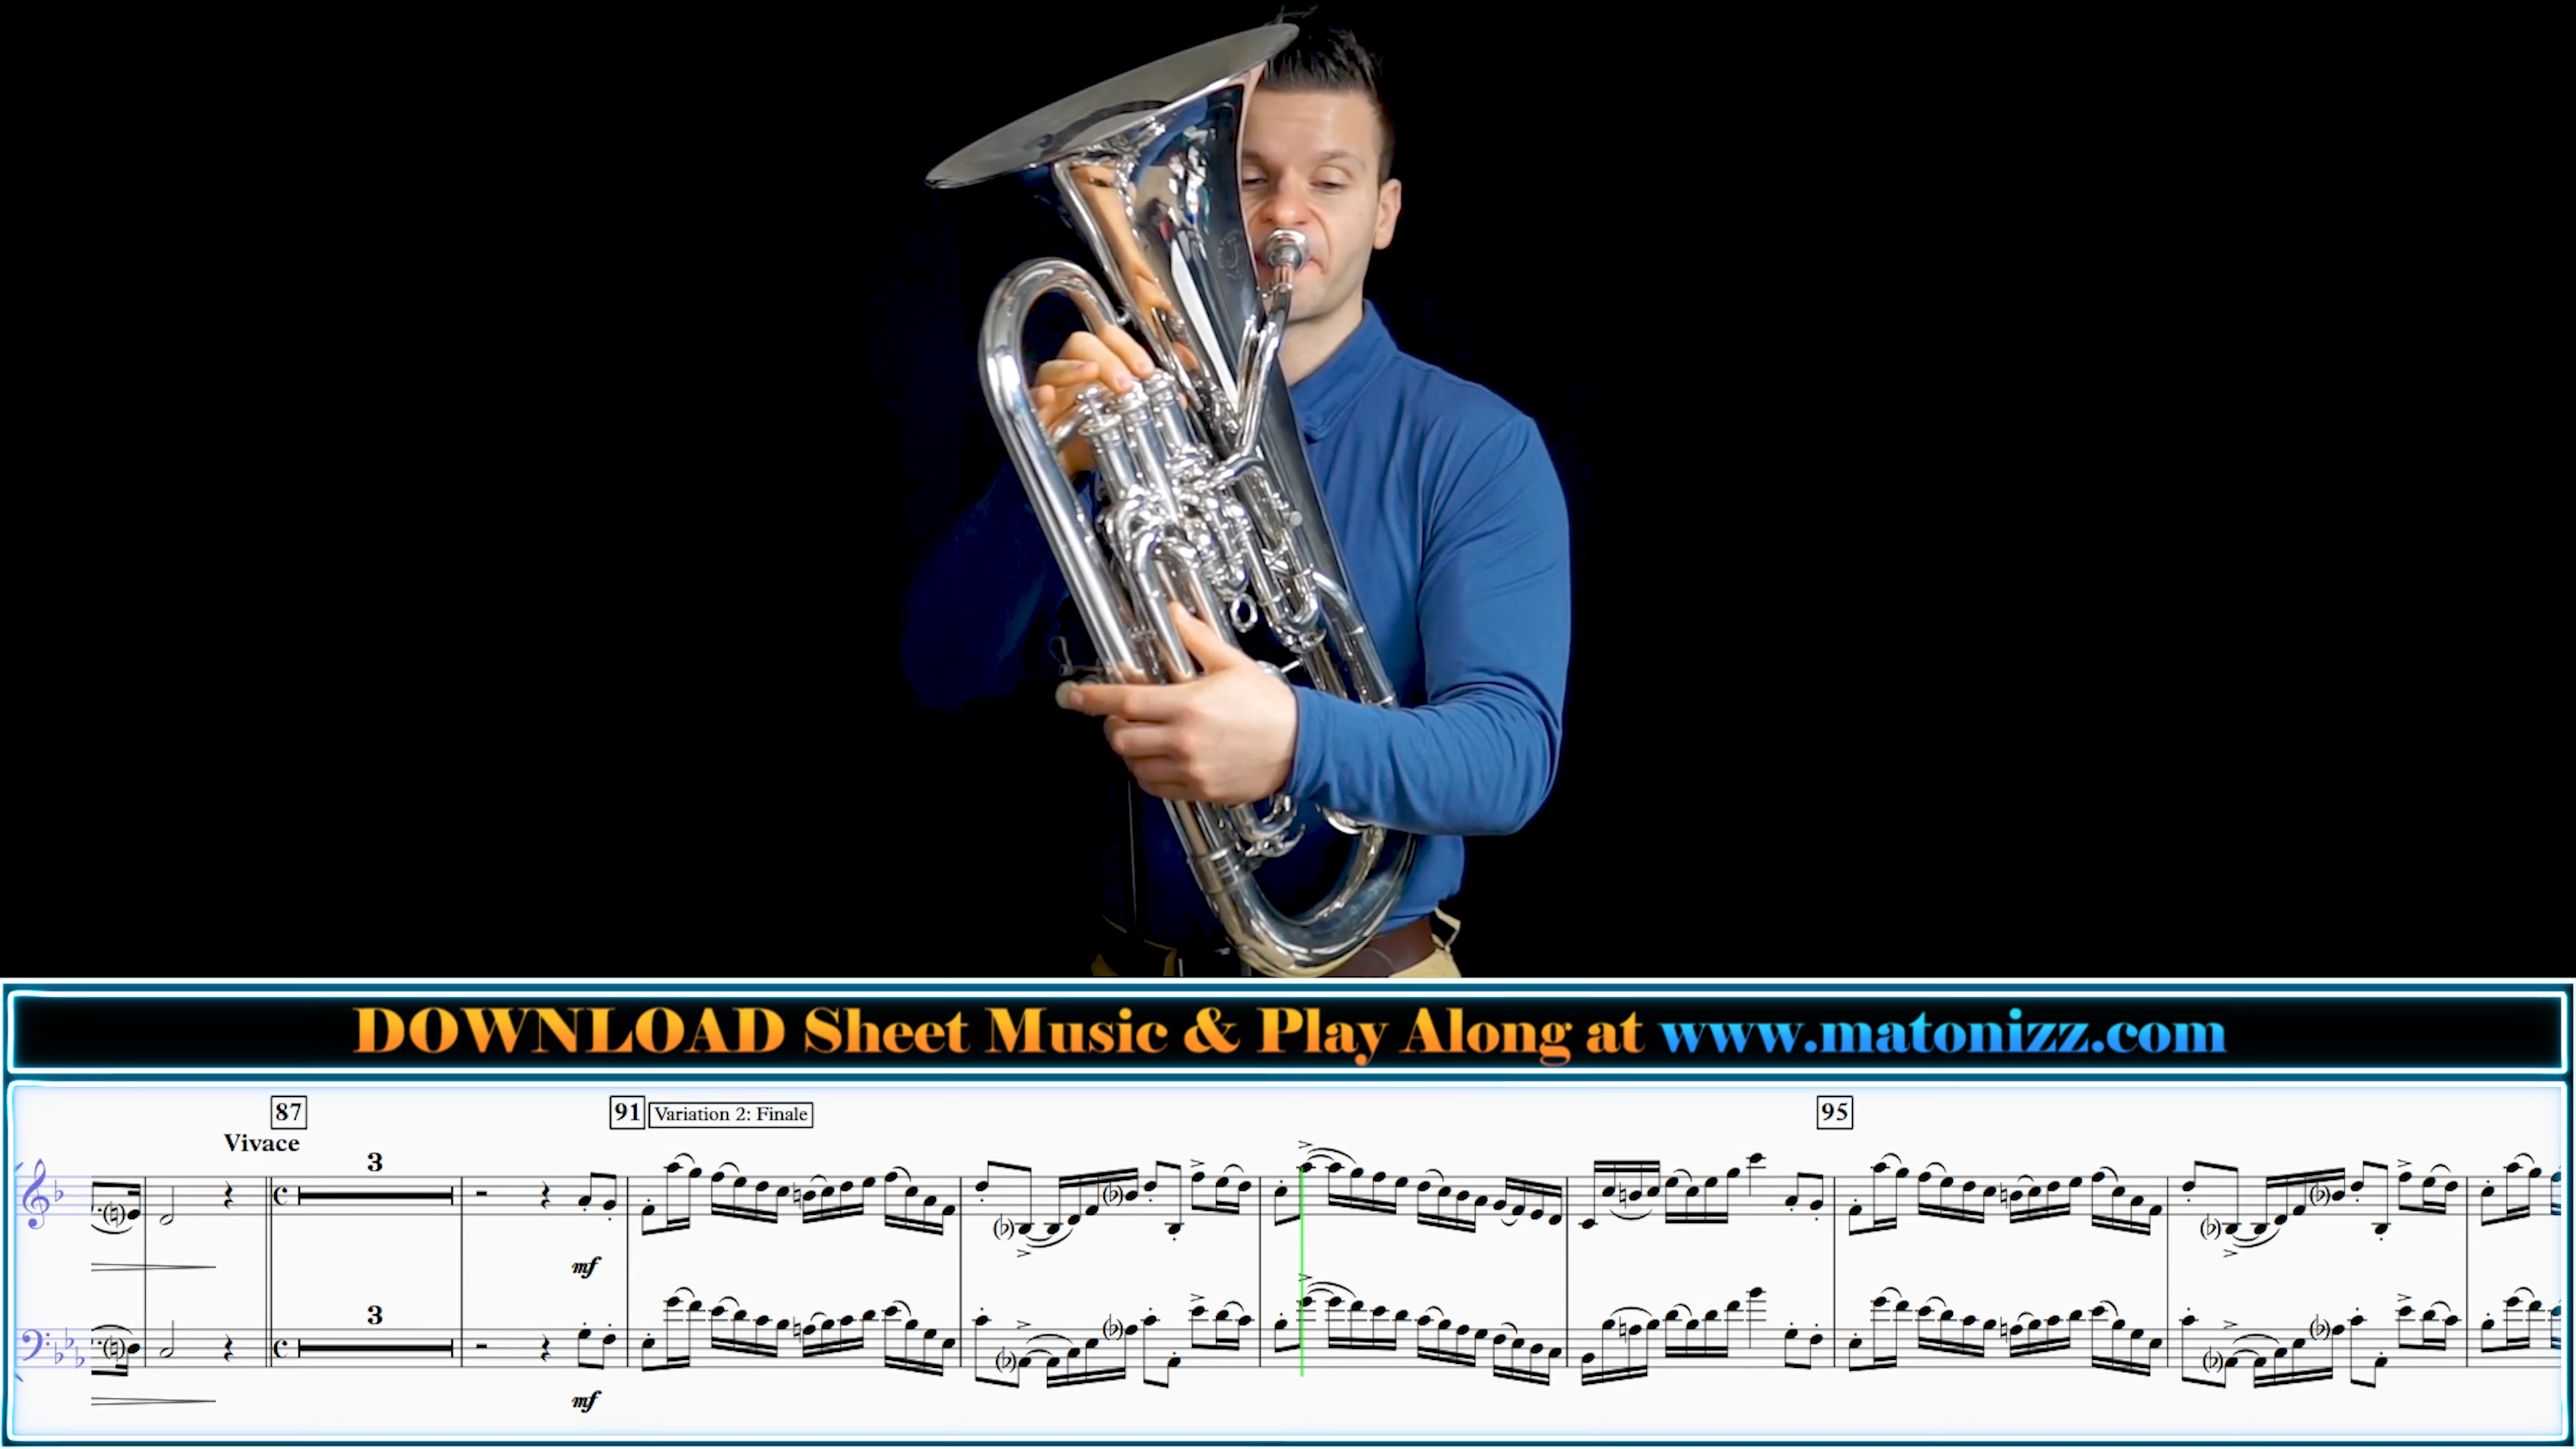 DOWNLOAD Sheet Music & Play Along at www.matonizz.com
87
91 Variation 2: Finale
95
Vivace
3
mf
3
mf